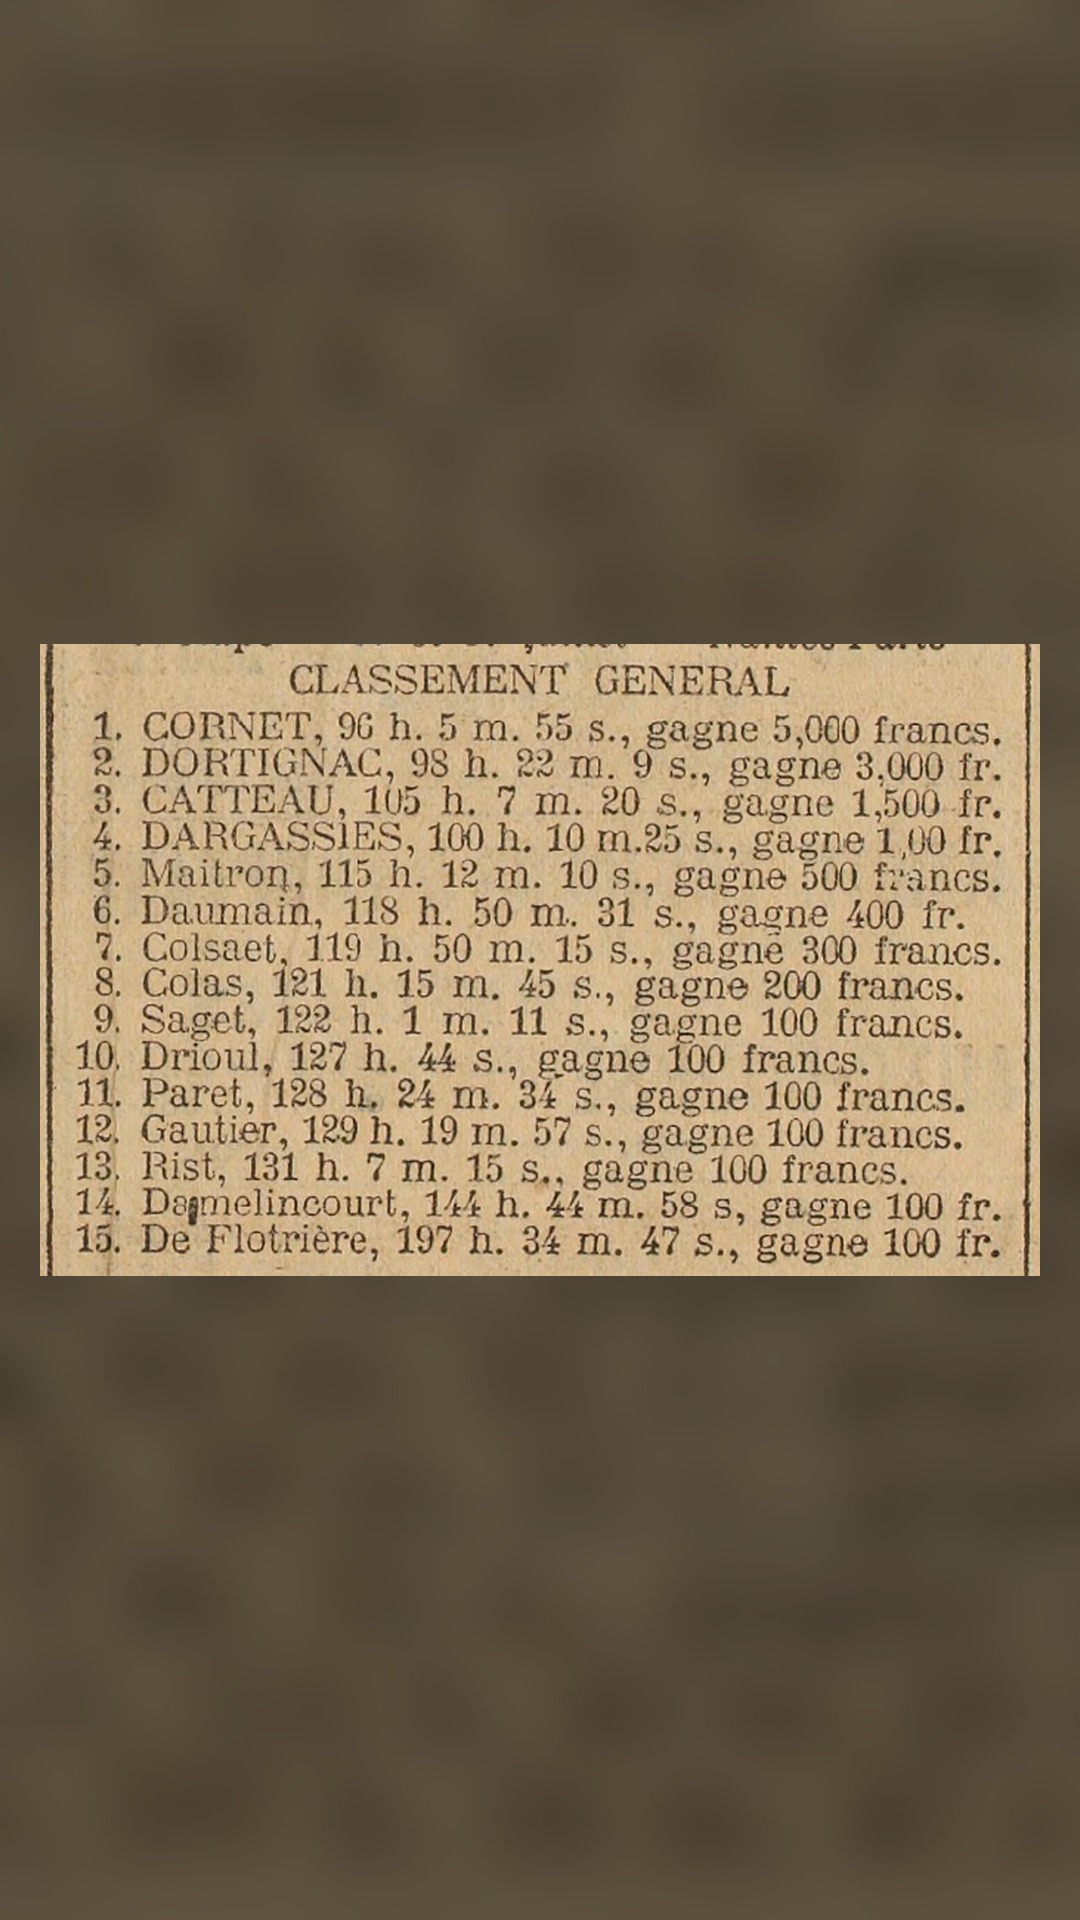 CLASSEMENT GENERAL
1. CORNET, 96 h. 5 m. 55 s., gagne 5,000 francs.
2. DORTIGNAC, 98 h. 22 m. 9 s., gagne 3,000 fr.
3. CATTEAU, 105 h. 7 m. 20 s., gagne 1,500 fr.
4. DARGASSIES, 100 h. 10 m.25 s., gagne 1,00 fr.
5. Maitron, 115 h. 12 m. 10 s., gagne 500 francs.
6. Daumain, 118 h. 50 m. 31 s., gagne 400 fr.
7. Colsaet, 119 h. 50 m. 15 s., gagne 300 francs.
8. Colas, 121 h. 15 m. 45 s., gagne 200 francs.
9. Saget, 122 h. 1 m. 11 s., gagne 100 francs.
10. Drioul, 127 h. 44 s., gagne 100 francs.
11. Paret, 128 h. 24 m. 34 s., gagne 100 francs.
12. Gautier, 129 h. 19 m. 57 s., gagne 100 francs.
13. Rist, 131 h. 7 m. 15 s., gagne 100 francs.
14. Damelincourt, 144 h. 44 m. 58 s, gagne 100 fr.
15. De Flotrière, 197 h. 34 m. 47 s., gagne 100 fr.